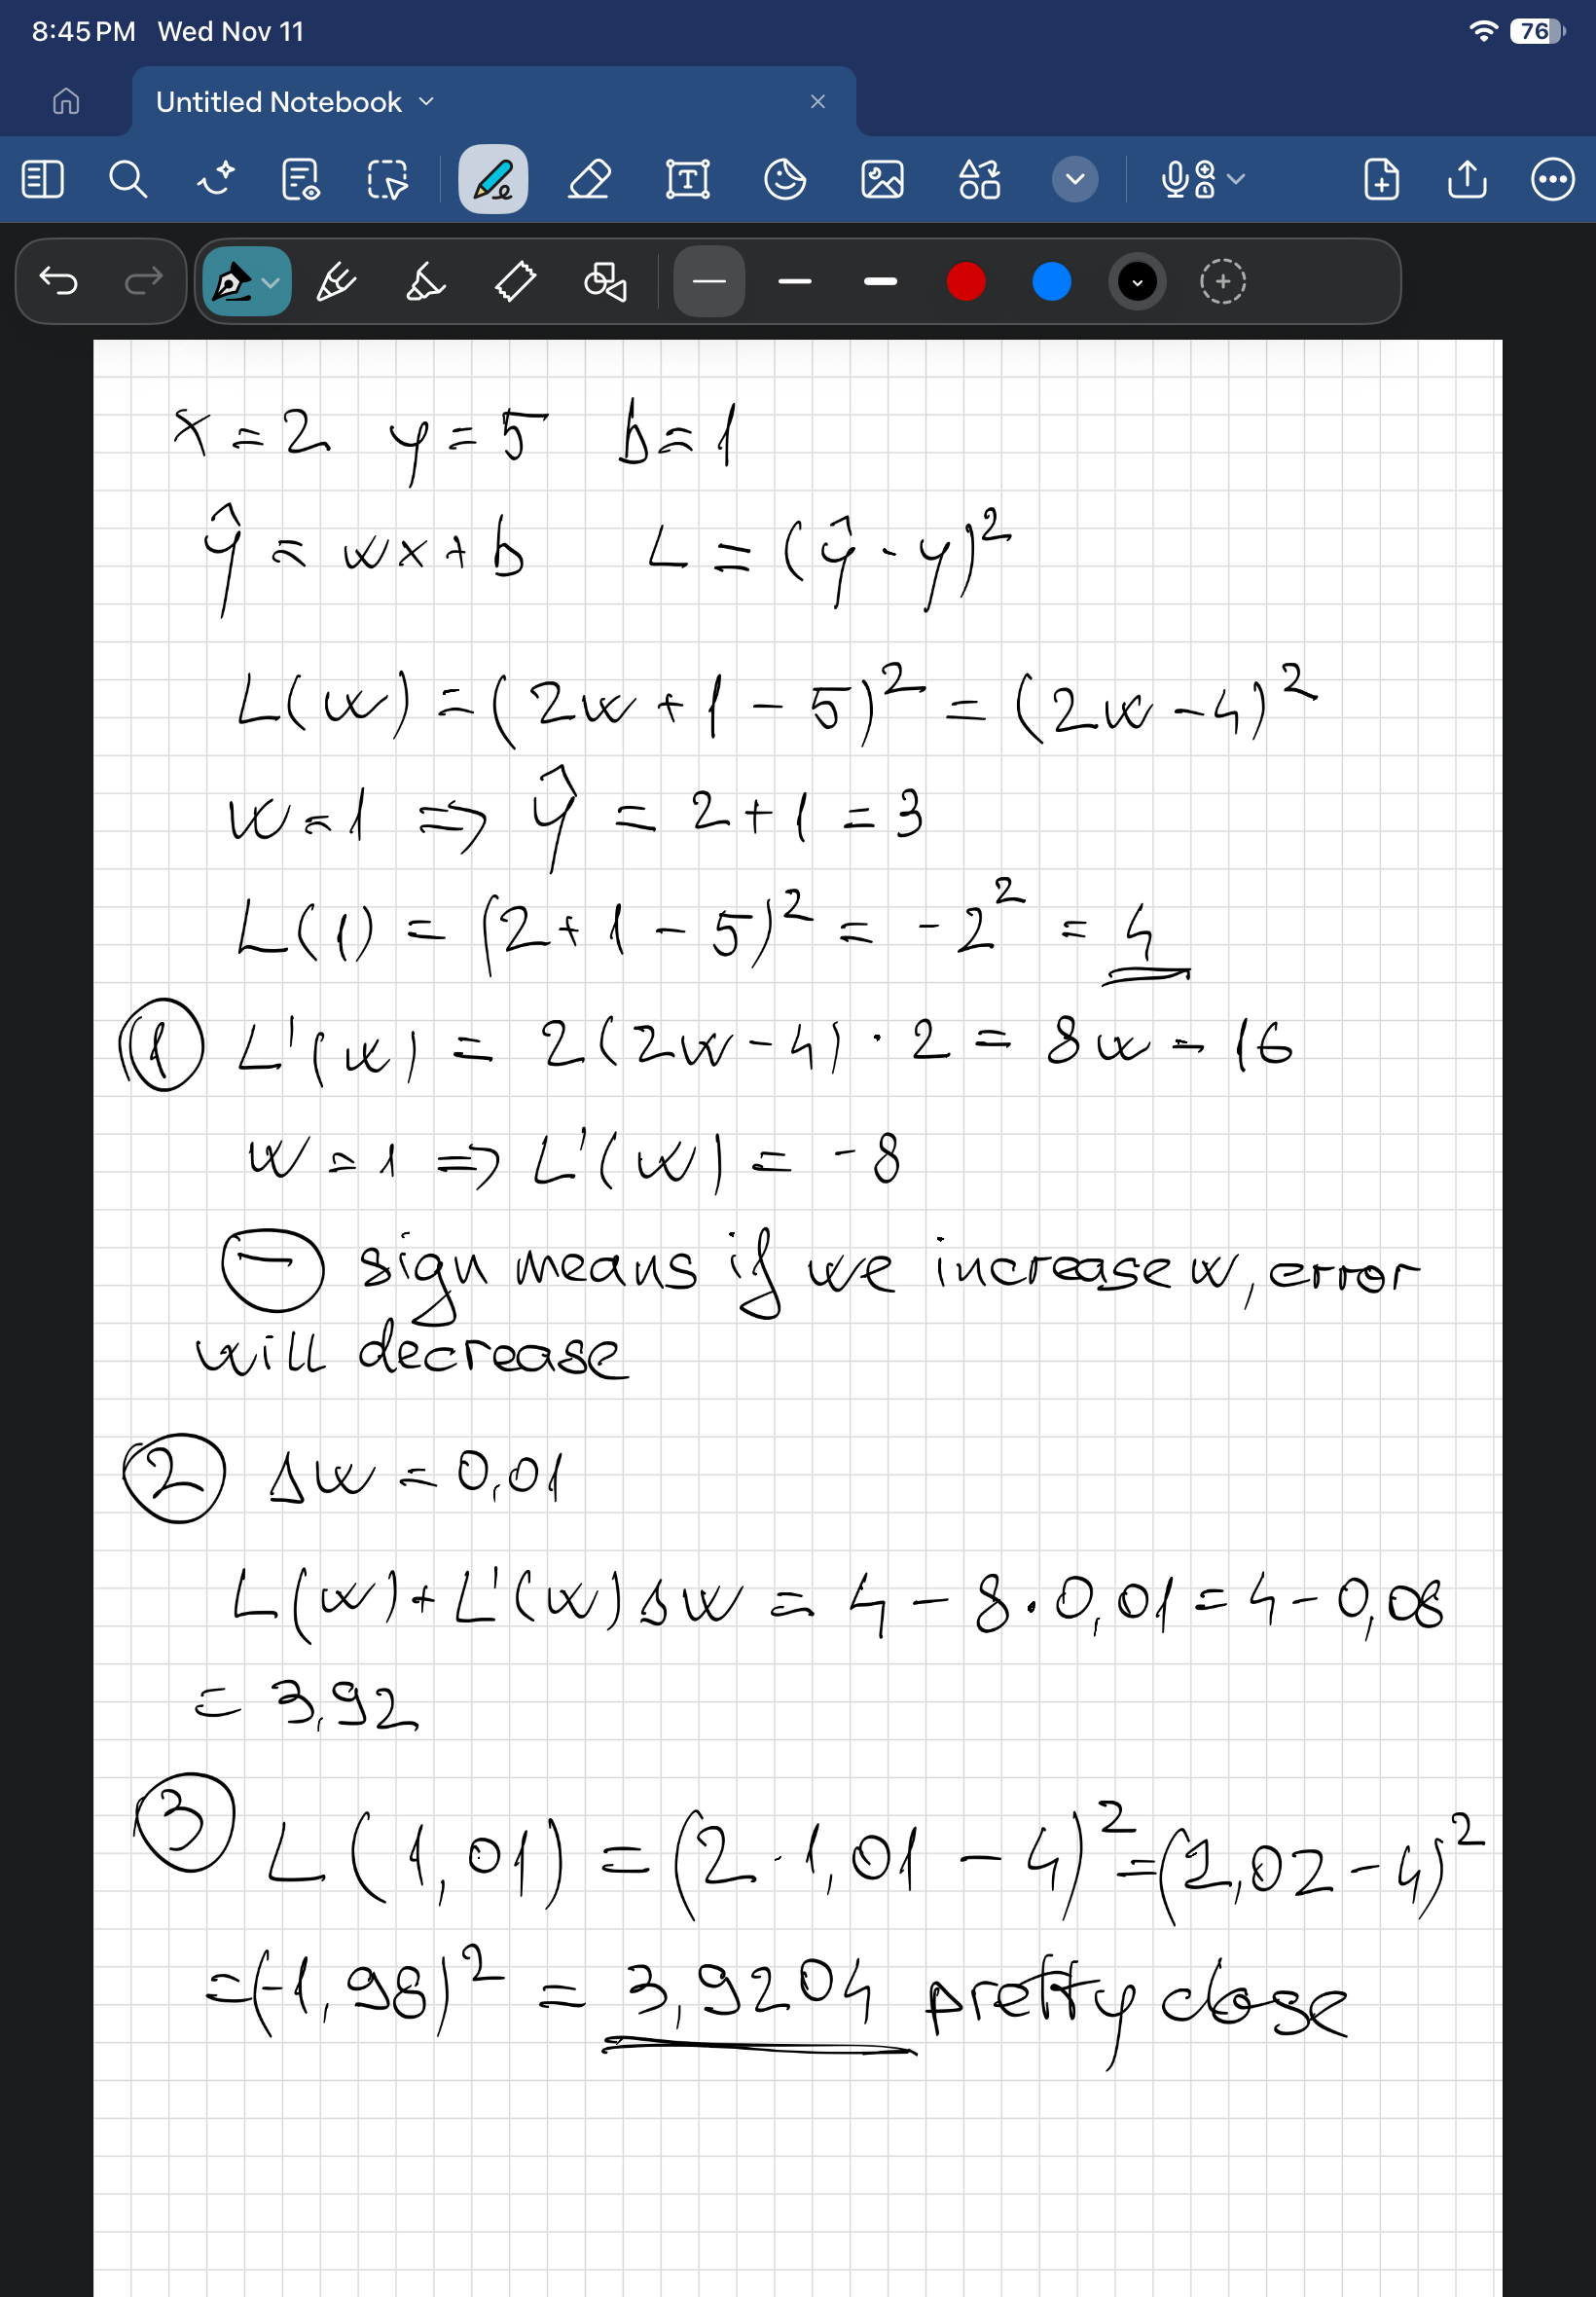 8:45 PM Wed Nov 11
76
Untitled Notebook
x = 2 y = 5 b = 1
ŷ = wx + b L = (ŷ - y)²
L(w) = (2w + 1 - 5)² = (2w - 4)²
w = 1 ⇒ ŷ = 2 + 1 = 3
L(1) = (2 + 1 - 5)² = -2² = 4
① L'(w) = 2(2w - 4) · 2 = 8w - 16
w = 1 ⇒ L'(w) = -8
⊖ sign means if we increase w, error
will decrease
② Δw = 0,01
L(w) + L'(w)Δw = 4 - 8 · 0,01 = 4 - 0,08
= 3,92
③ L(1,01) = (2 · 1,01 - 4)² = (2,02 - 4)²
= (-1,98)² = 3,9204 pretty close